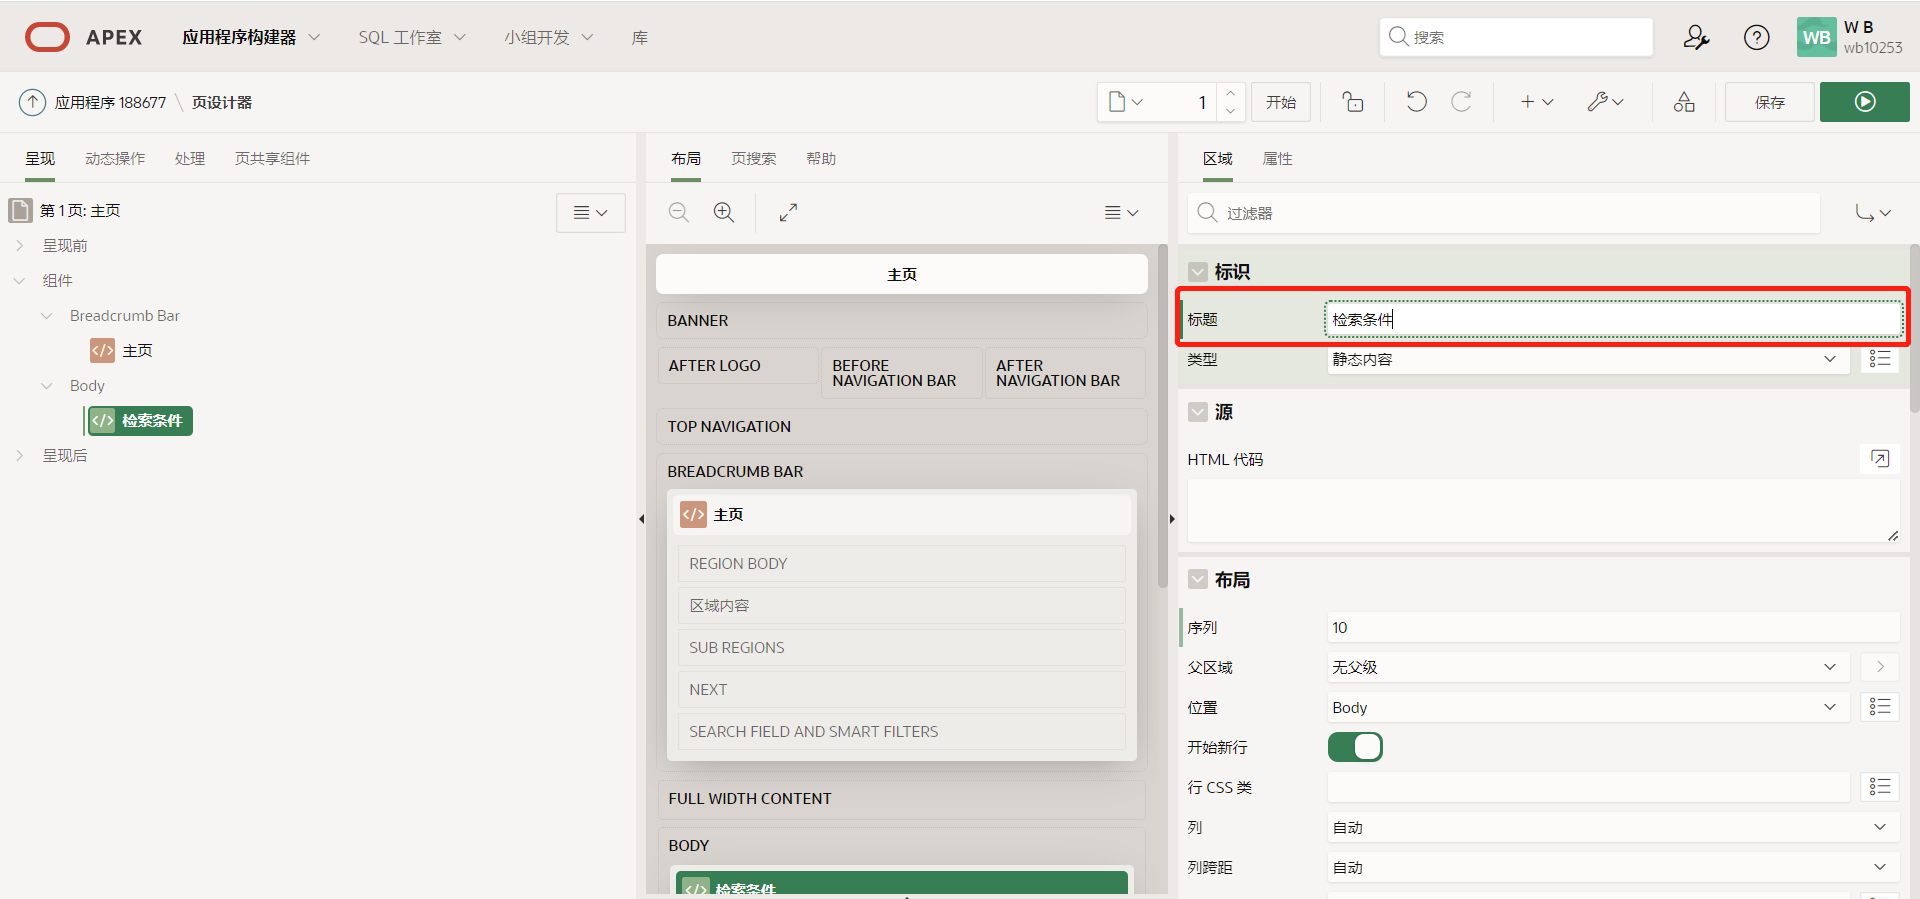 APEX
应用程序构建器
SQL 工作室
小组开发
库
搜索
WB
W B
wb10253
应用程序 188677 \ 页设计器
1
开始
保存
呈现
动态操作
处理
页共享组件
第 1 页: 主页
呈现前
组件
Breadcrumb Bar
</> 主页
Body
</> 检索条件
呈现后
布局
页搜索
帮助
主页
BANNER
AFTER LOGO
BEFORE
NAVIGATION BAR
AFTER
NAVIGATION BAR
TOP NAVIGATION
BREADCRUMB BAR
</> 主页
REGION BODY
区域内容
SUB REGIONS
NEXT
SEARCH FIELD AND SMART FILTERS
FULL WIDTH CONTENT
BODY
</> 检索条件
区域
属性
过滤器
标识
标题
检索条件
类型
静态内容
源
HTML 代码
布局
序列
10
父区域
无父级
位置
Body
开始新行
行 CSS 类
列
自动
列跨距
自动